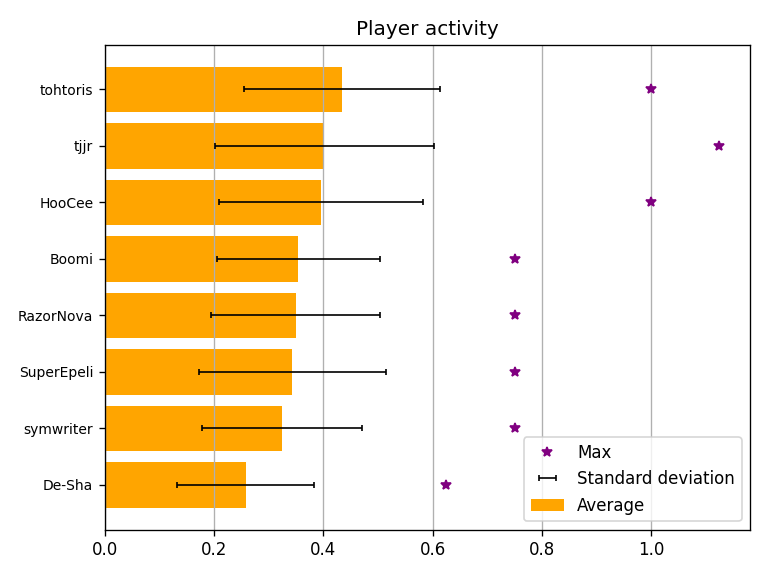 Player activity
tohtoris
tjjr
HooCee
Boomi
RazorNova
SuperEpeli
symwriter
De-Sha
Max
Standard deviation
Average
0.0 0.2 0.4 0.6 0.8 1.0